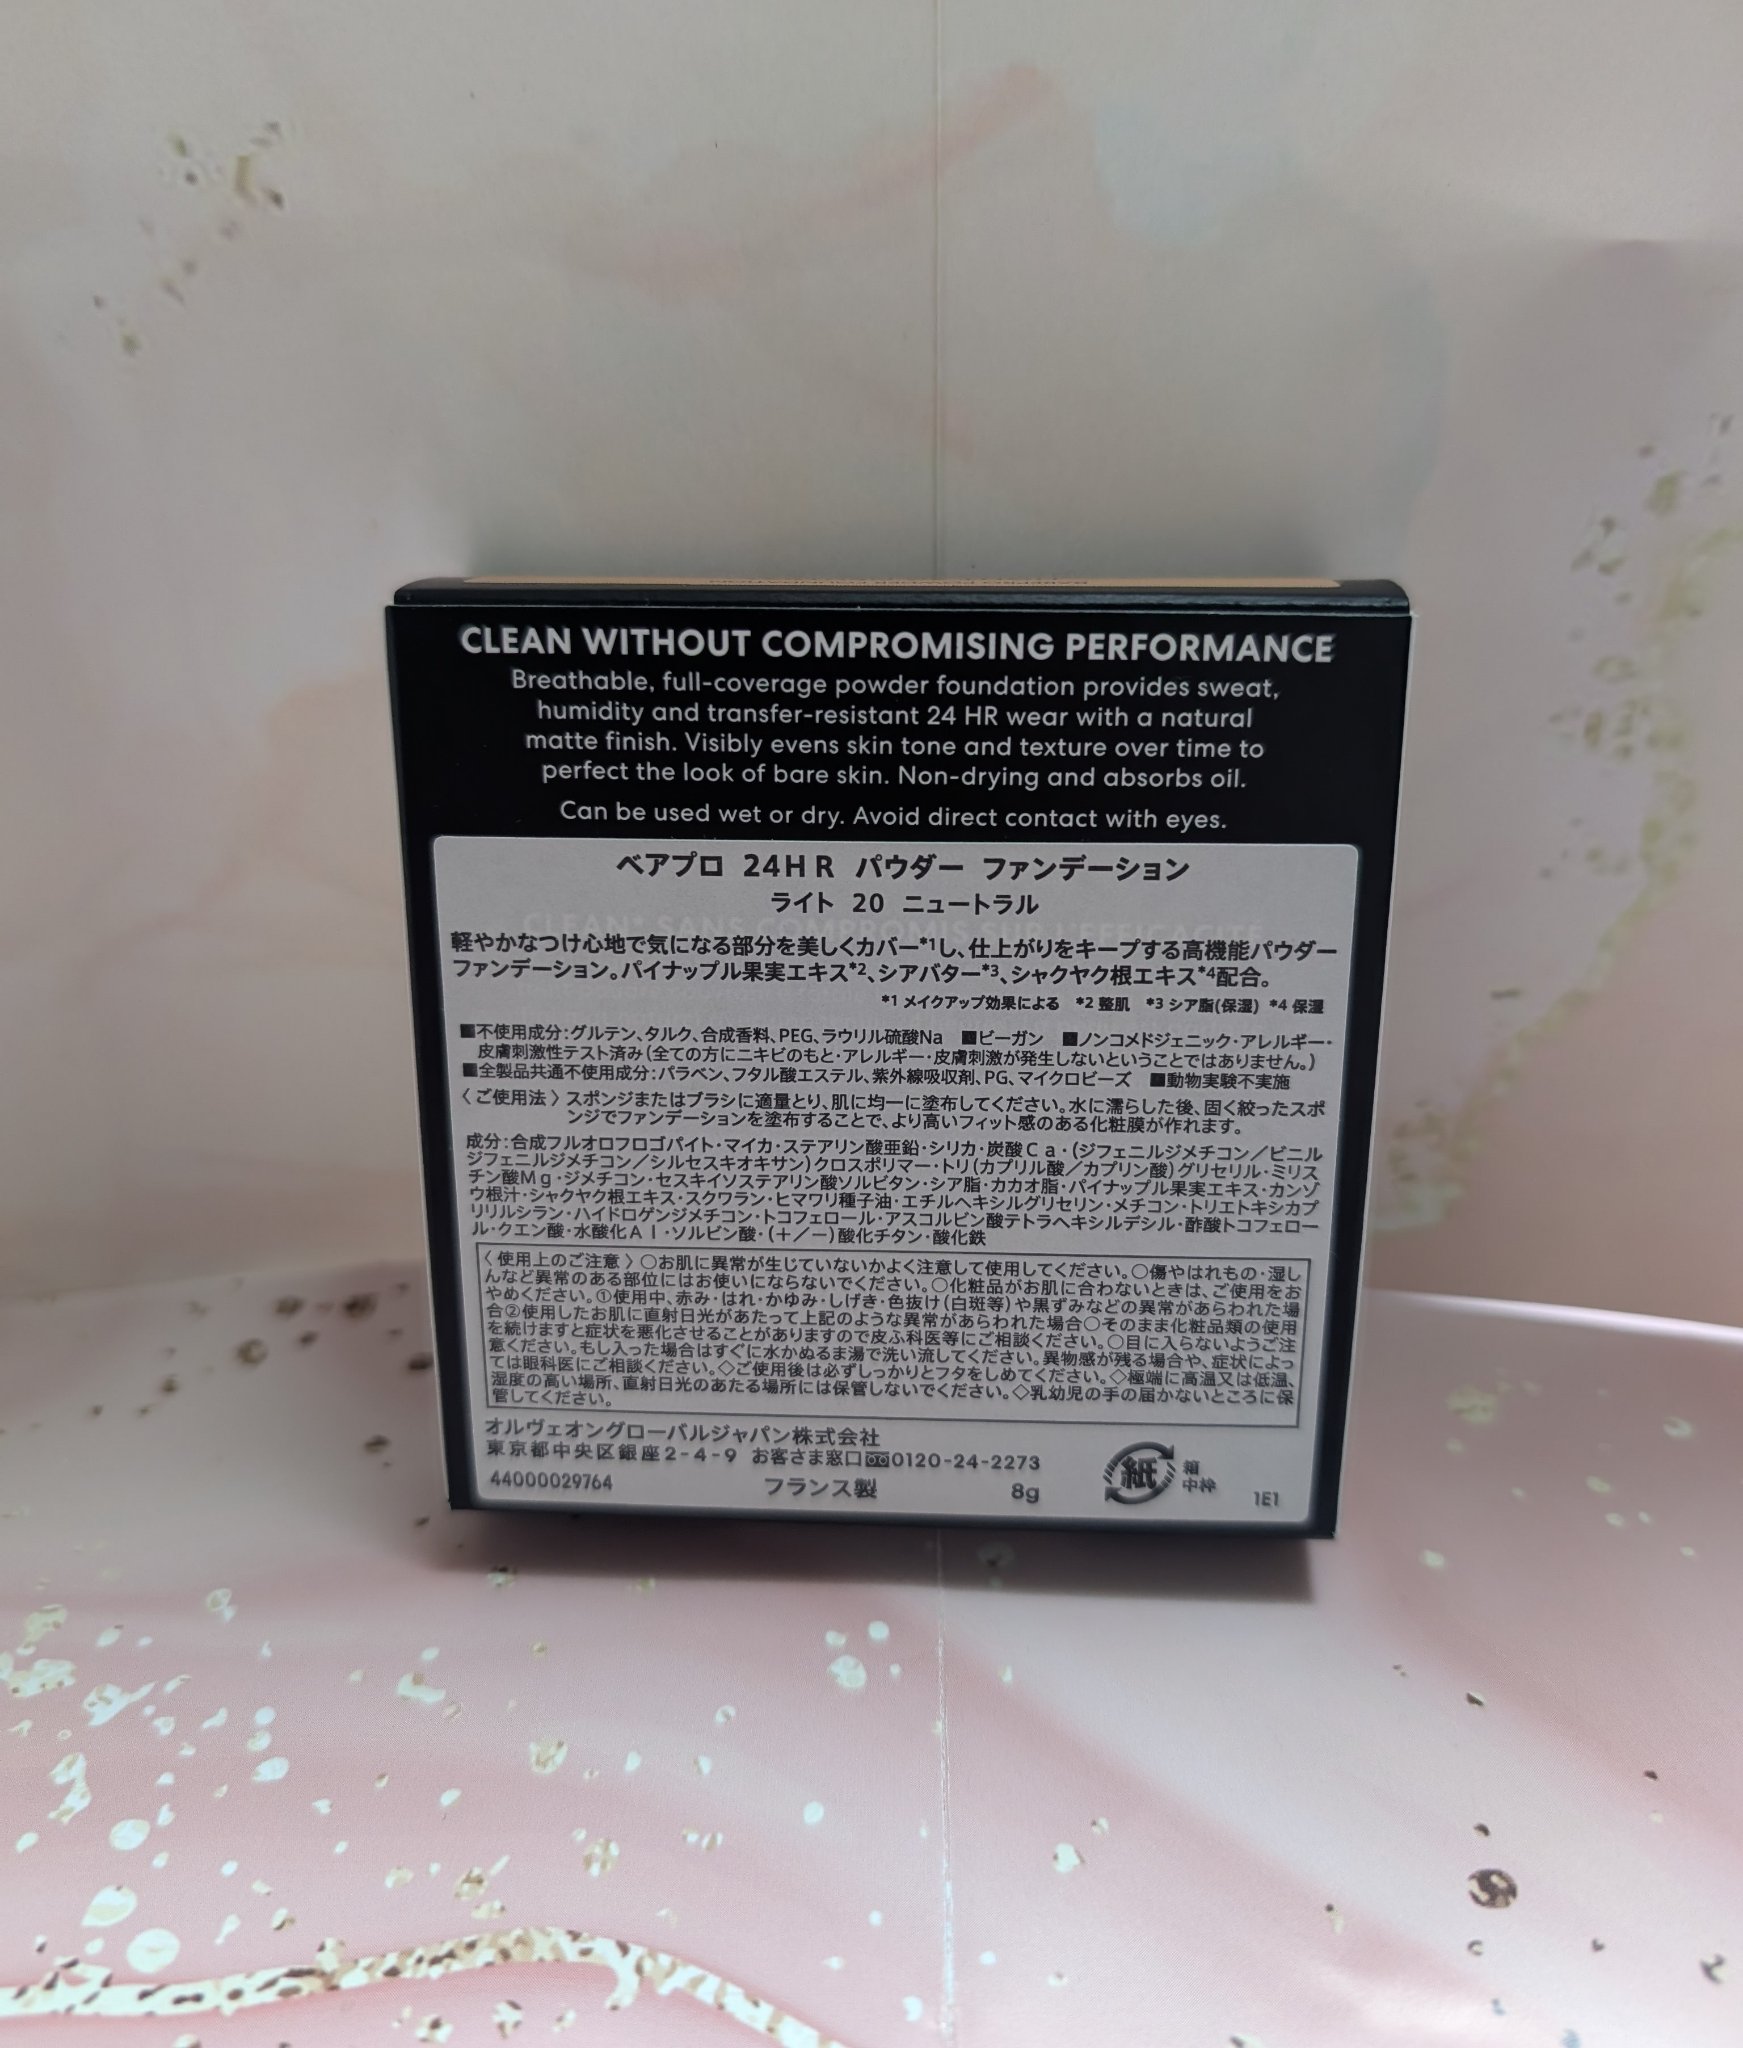 CLEAN WITHOUT COMPROMISING PERFORMANCE
Breathable, full-coverage powder foundation provides sweat,
humidity and transfer-resistant 24 HR wear with a natural
matte finish. Visibly evens skin tone and texture over time to
perfect the look of bare skin. Non-drying and absorbs oil.
Can be used wet or dry. Avoid direct contact with eyes.
ベアプロ 24HR パウダー ファンデーション
ライト 20 ニュートラル
軽やかなつけ心地で気になる部分を美しくカバー*1し、仕上がりをキープする高機能パウダー
ファンデーション。パイナップル果実エキス*2、シアバター*3、シャクヤク根エキス*4配合。
*1 メイクアップ効果による *2 整肌 *3 シア脂(保湿) *4 保湿
■不使用成分:グルテン、タルク、合成香料、PEG、ラウリル硫酸Na ■ビーガン ■ノンコメドジェニック・アレルギー・
皮膚刺激性テスト済み(全ての方にニキビのもと・アレルギー・皮膚刺激が発生しないということではありません。)
■全製品共通不使用成分:パラベン、フタル酸エステル、紫外線吸収剤、PG、マイクロビーズ ■動物実験不実施
〈ご使用法〉スポンジまたはブラシに適量とり、肌に均一に塗布してください。水に濡らした後、固く絞ったスポ
ンジでファンデーションを塗布することで、より高いフィット感のある化粧膜が作れます。
成分:合成フルオロフロゴパイト・マイカ・ステアリン酸亜鉛・シリカ・炭酸Ca・(ジフェニルジメチコン/ビニル
ジフェニルジメチコン/シルセスキオキサン)クロスポリマー・トリ(カプリル酸/カプリン酸)グリセリル・ミリス
チン酸Mg・ジメチコン・セスキイソステアリン酸ソルビタン・シア脂・カカオ脂・パイナップル果実エキス・カンゾ
ウ根汁・シャクヤク根エキス・スクワラン・ヒマワリ種子油・エチルヘキシルグリセリン・メチコン・トリエトキシカプ
リリルシラン・ハイドロゲンジメチコン・トコフェロール・アスコルビン酸テトラヘキシルデシル・酢酸トコフェロー
ル・クエン酸・水酸化Al・ソルビン酸・(+/−)酸化チタン・酸化鉄
〈使用上のご注意〉○お肌に異常が生じていないかよく注意して使用してください。○傷やはれもの・湿し
んなど異常のある部位にはお使いにならないでください。○化粧品がお肌に合わないときは、ご使用をお
やめください。①使用中、赤み・はれ・かゆみ・しげき・色抜け(白斑等)や黒ずみなどの異常があらわれた場
合②使用したお肌に直射日光があたって上記のような異常があらわれた場合○そのまま化粧品類の使用
を続けますと症状を悪化させることがありますので皮ふ科医等にご相談ください。○目に入らないようご注
意ください。もし入った場合はすぐに水かぬるま湯で洗い流してください。異物感が残る場合や、症状によっ
ては眼科医にご相談ください。◇ご使用後は必ずしっかりとフタをしめてください。◇極端に高温又は低温、
湿度の高い場所、直射日光のあたる場所には保管しないでください。◇乳幼児の手の届かないところに保
管してください。
オルヴェオングローバルジャパン株式会社
東京都中央区銀座2-4-9 お客さま窓口0120-24-2273
44000029764 フランス製 8g 紙 箱 中枠 1E1